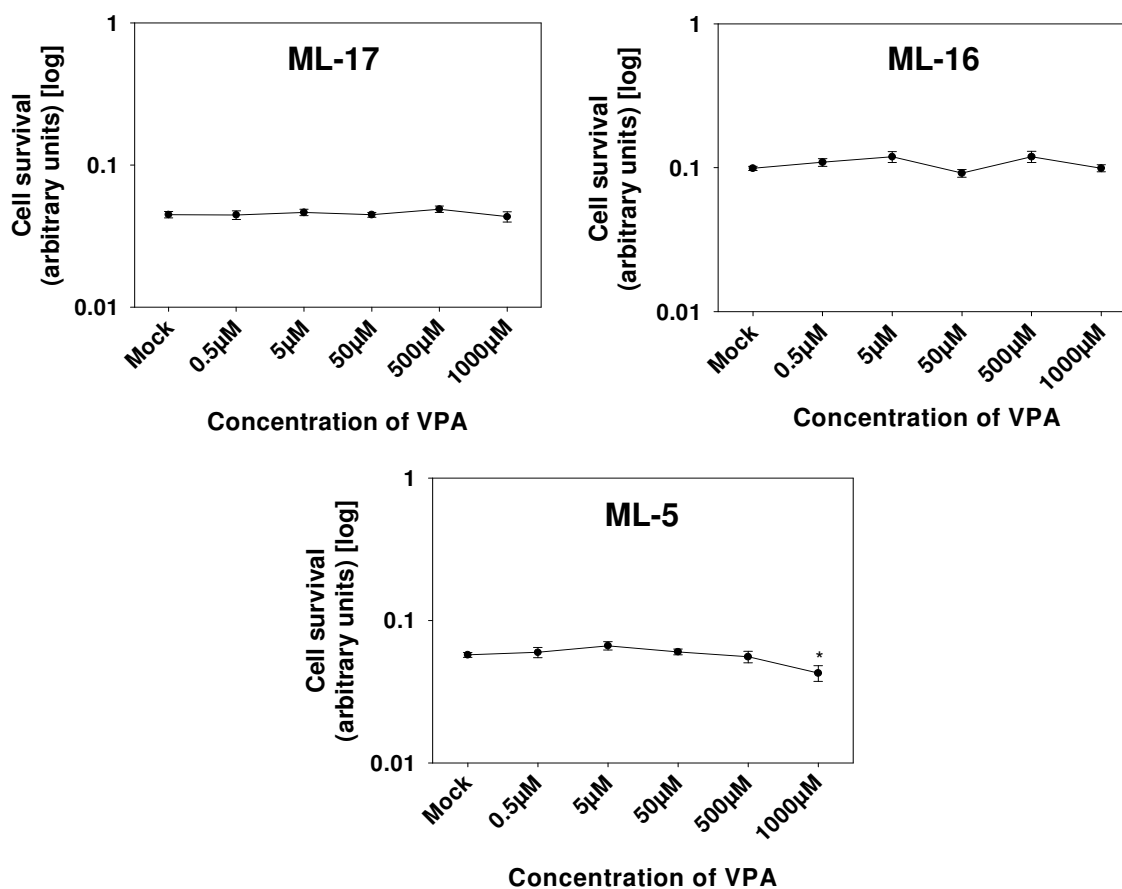 ML-17
Cell survival
(arbitrary units) [log]
1
0.1
0.01
Mock
0.5µM
5µM
50µM
500µM
1000µM
Concentration of VPA
ML-16
Cell survival
(arbitrary units) [log]
1
0.1
0.01
Mock
0.5µM
5µM
50µM
500µM
1000µM
Concentration of VPA
ML-5
Cell survival
(arbitrary units) [log]
1
0.1
0.01
*
Mock
0.5µM
5µM
50µM
500µM
1000µM
Concentration of VPA